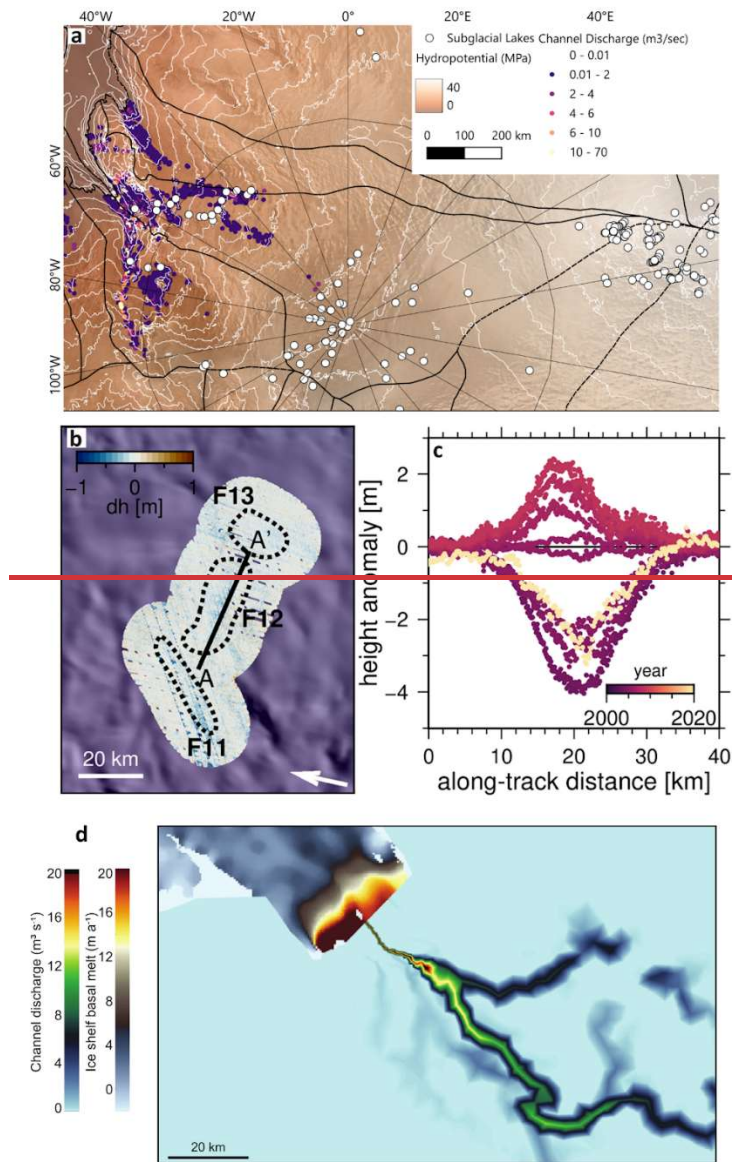 40°W 20°W 0° 20°E 40°E
a
Subglacial Lakes Channel Discharge (m3/sec)
Hydropotential (MPa)
0 - 0.01
40
0.01 - 2
0
2 - 4
4 - 6
0 100 200 km
6 - 10
10 - 70
60°W
80°W
100°W
b
−1 0 1
dh [m]
F13
A'
F12
A
F11
20 km
c
height anomaly [m]
2
0
−2
−4
year
2000 2020
0 10 20 30 40
along-track distance [km]
d
Channel discharge (m³ s⁻¹)
20
16
12
8
4
0
Ice shelf basal melt (m a⁻¹)
20
16
12
8
4
0
20 km